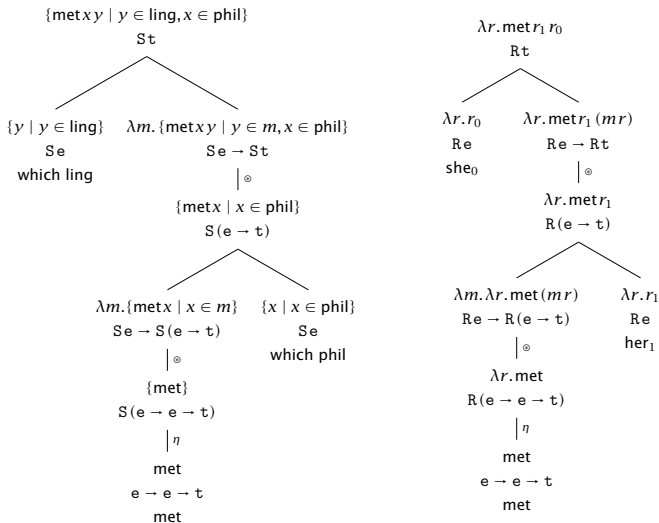 {met x y | y ∈ ling, x ∈ phil}
St
{y | y ∈ ling}
Se
which ling
λm. {met x y | y ∈ m, x ∈ phil}
Se → St
⊛
{met x | x ∈ phil}
S(e → t)
λm. {met x | x ∈ m}
Se → S(e → t)
{x | x ∈ phil}
Se
which phil
⊛
{met}
S(e → e → t)
η
met
e → e → t
met
λr. met r₁ r₀
Rt
λr. r₀
Re
she₀
λr. met r₁ (m r)
Re → Rt
⊛
λr. met r₁
R(e → t)
λm. λr. met (m r)
Re → R(e → t)
λr. r₁
Re
her₁
⊛
λr. met
R(e → e → t)
η
met
e → e → t
met